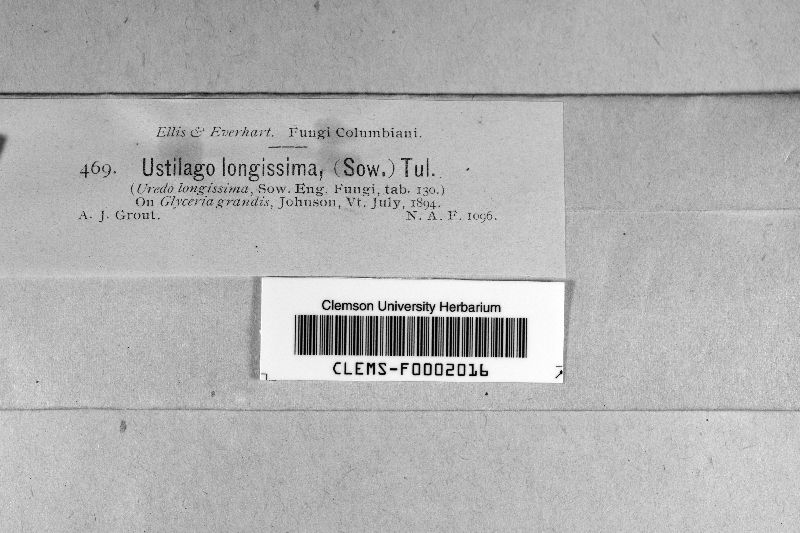 Ellis & Everhart. Fungi Columbiani.
469. Ustilago longissima, (Sow.) Tul.
(Uredo longissima, Sow. Eng. Fungi, tab. 139.)
On Glyceria grandis, Johnson, Vt. July, 1894.
A. J. Grout. N. A. F. 1096.
Clemson University Herbarium
CLEMS-F0002016